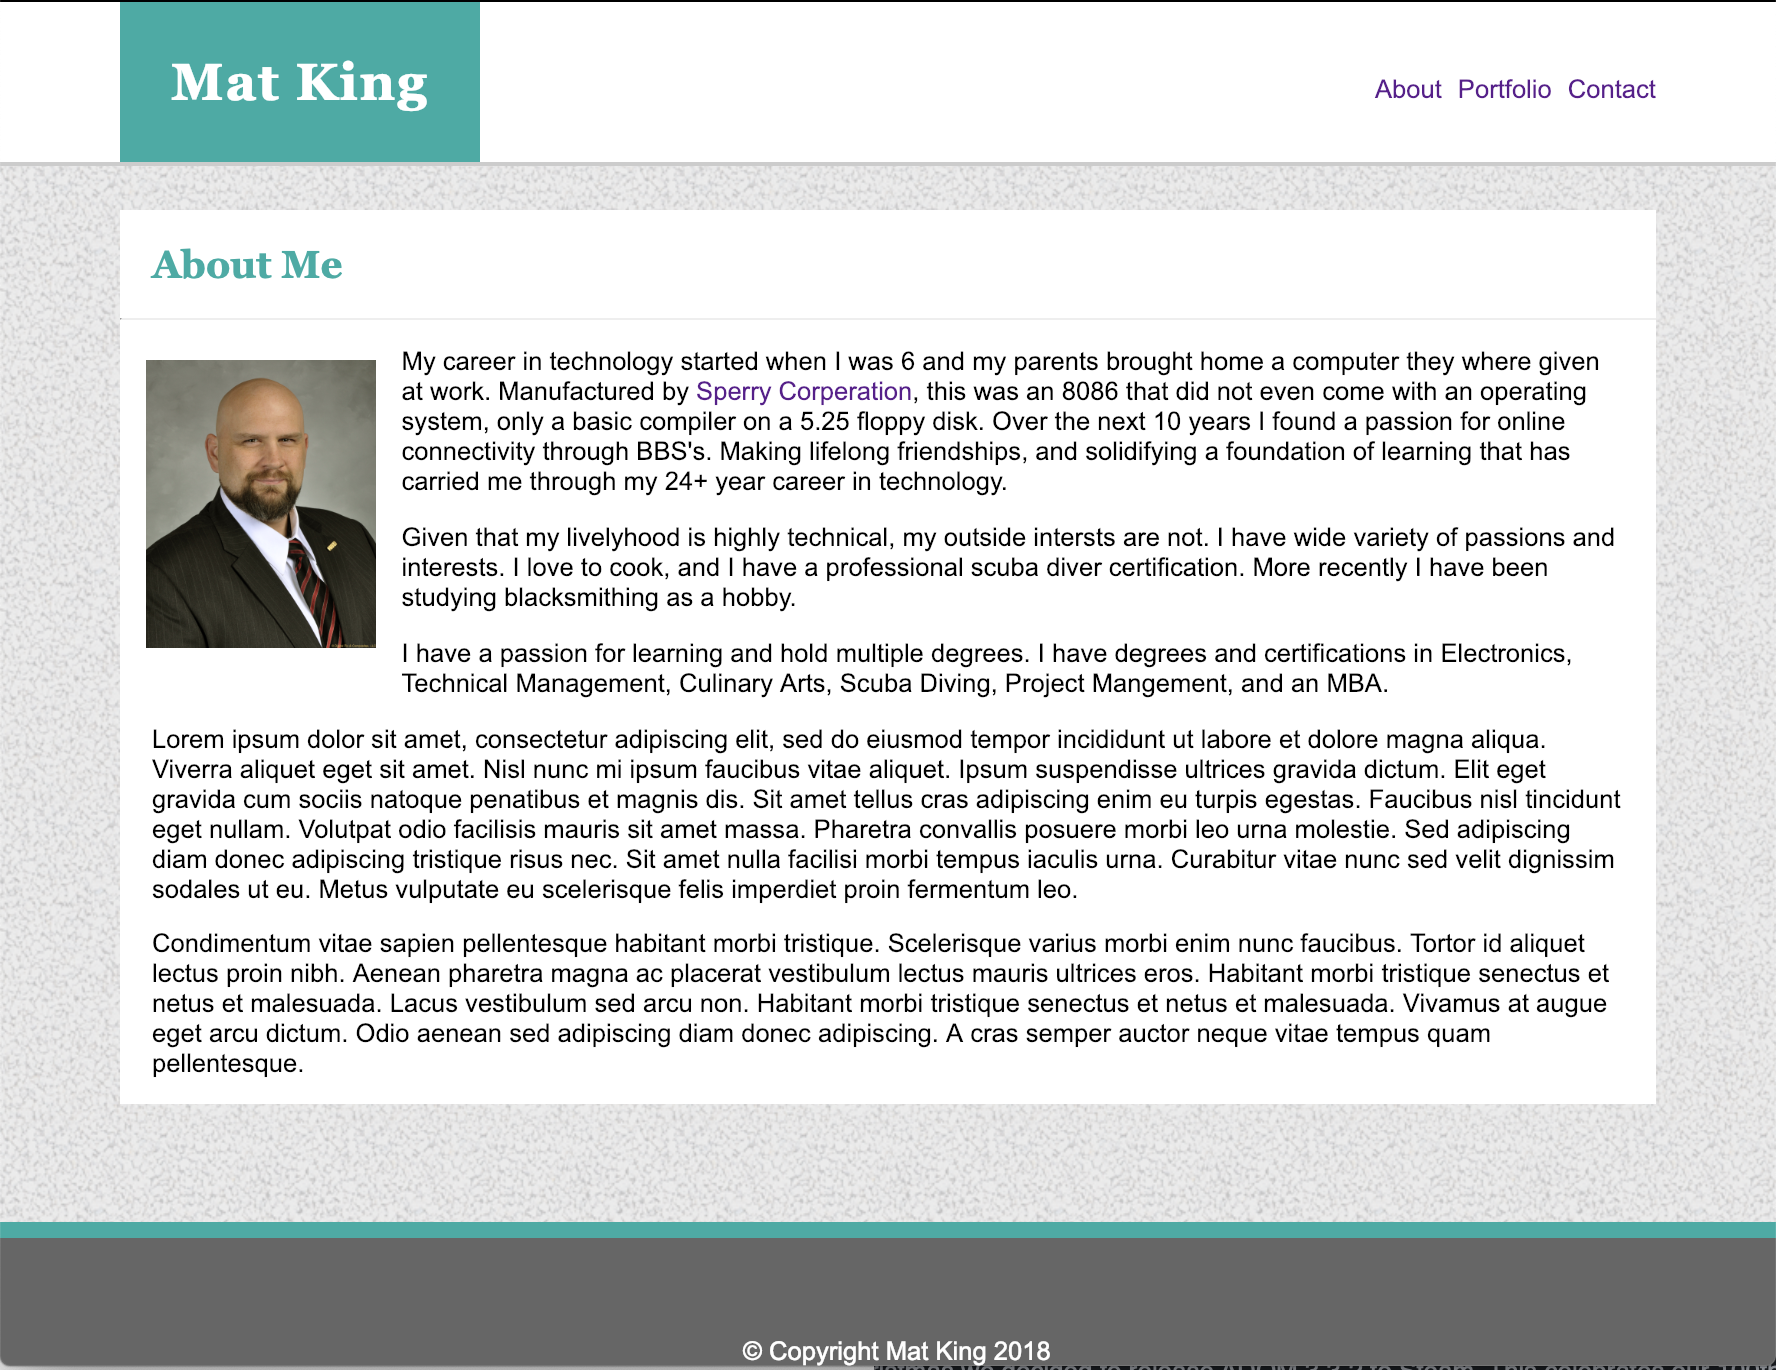 Mat King
About Portfolio Contact
About Me
My career in technology started when I was 6 and my parents brought home a computer they where given
at work. Manufactured by Sperry Corperation, this was an 8086 that did not even come with an operating
system, only a basic compiler on a 5.25 floppy disk. Over the next 10 years I found a passion for online
connectivity through BBS's. Making lifelong friendships, and solidifying a foundation of learning that has
carried me through my 24+ year career in technology.
Given that my livelyhood is highly technical, my outside intersts are not. I have wide variety of passions and
interests. I love to cook, and I have a professional scuba diver certification. More recently I have been
studying blacksmithing as a hobby.
I have a passion for learning and hold multiple degrees. I have degrees and certifications in Electronics,
Technical Management, Culinary Arts, Scuba Diving, Project Mangement, and an MBA.
Lorem ipsum dolor sit amet, consectetur adipiscing elit, sed do eiusmod tempor incididunt ut labore et dolore magna aliqua.
Viverra aliquet eget sit amet. Nisl nunc mi ipsum faucibus vitae aliquet. Ipsum suspendisse ultrices gravida dictum. Elit eget
gravida cum sociis natoque penatibus et magnis dis. Sit amet tellus cras adipiscing enim eu turpis egestas. Faucibus nisl tincidunt
eget nullam. Volutpat odio facilisis mauris sit amet massa. Pharetra convallis posuere morbi leo urna molestie. Sed adipiscing
diam donec adipiscing tristique risus nec. Sit amet nulla facilisi morbi tempus iaculis urna. Curabitur vitae nunc sed velit dignissim
sodales ut eu. Metus vulputate eu scelerisque felis imperdiet proin fermentum leo.
Condimentum vitae sapien pellentesque habitant morbi tristique. Scelerisque varius morbi enim nunc faucibus. Tortor id aliquet
lectus proin nibh. Aenean pharetra magna ac placerat vestibulum lectus mauris ultrices eros. Habitant morbi tristique senectus et
netus et malesuada. Lacus vestibulum sed arcu non. Habitant morbi tristique senectus et netus et malesuada. Vivamus at augue
eget arcu dictum. Odio aenean sed adipiscing diam donec adipiscing. A cras semper auctor neque vitae tempus quam
pellentesque.
© Copyright Mat King 2018